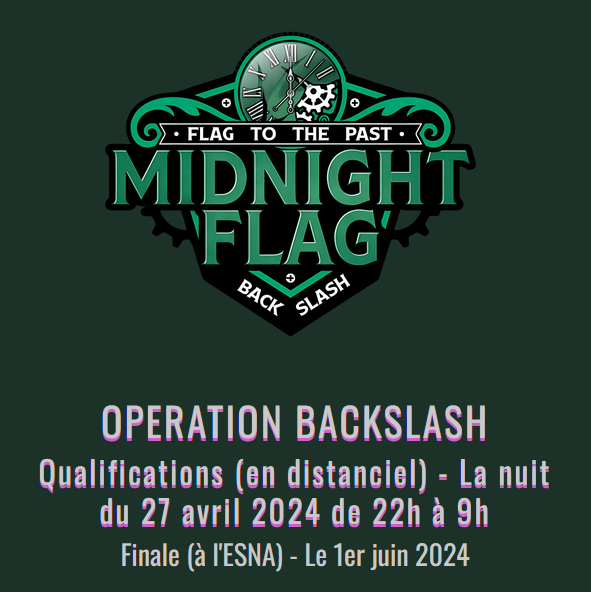 · FLAG TO THE PAST ·
MIDNIGHT
FLAG
BACK SLASH
OPERATION BACKSLASH
Qualifications (en distanciel) - La nuit
du 27 avril 2024 de 22h à 9h
Finale (à l'ESNA) - Le 1er juin 2024